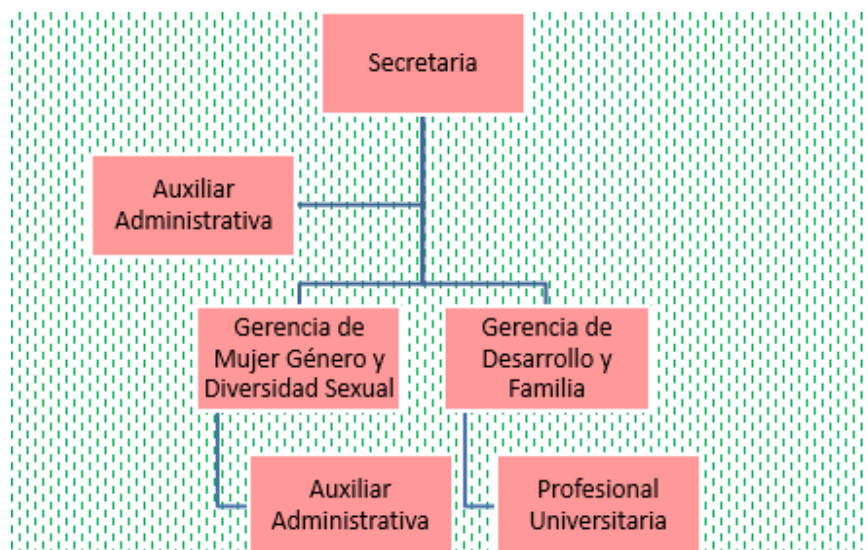 Secretaria
Auxiliar
Administrativa
Gerencia de
Mujer Género y
Diversidad Sexual
Gerencia de
Desarrollo y
Familia
Auxiliar
Administrativa
Profesional
Universitaria